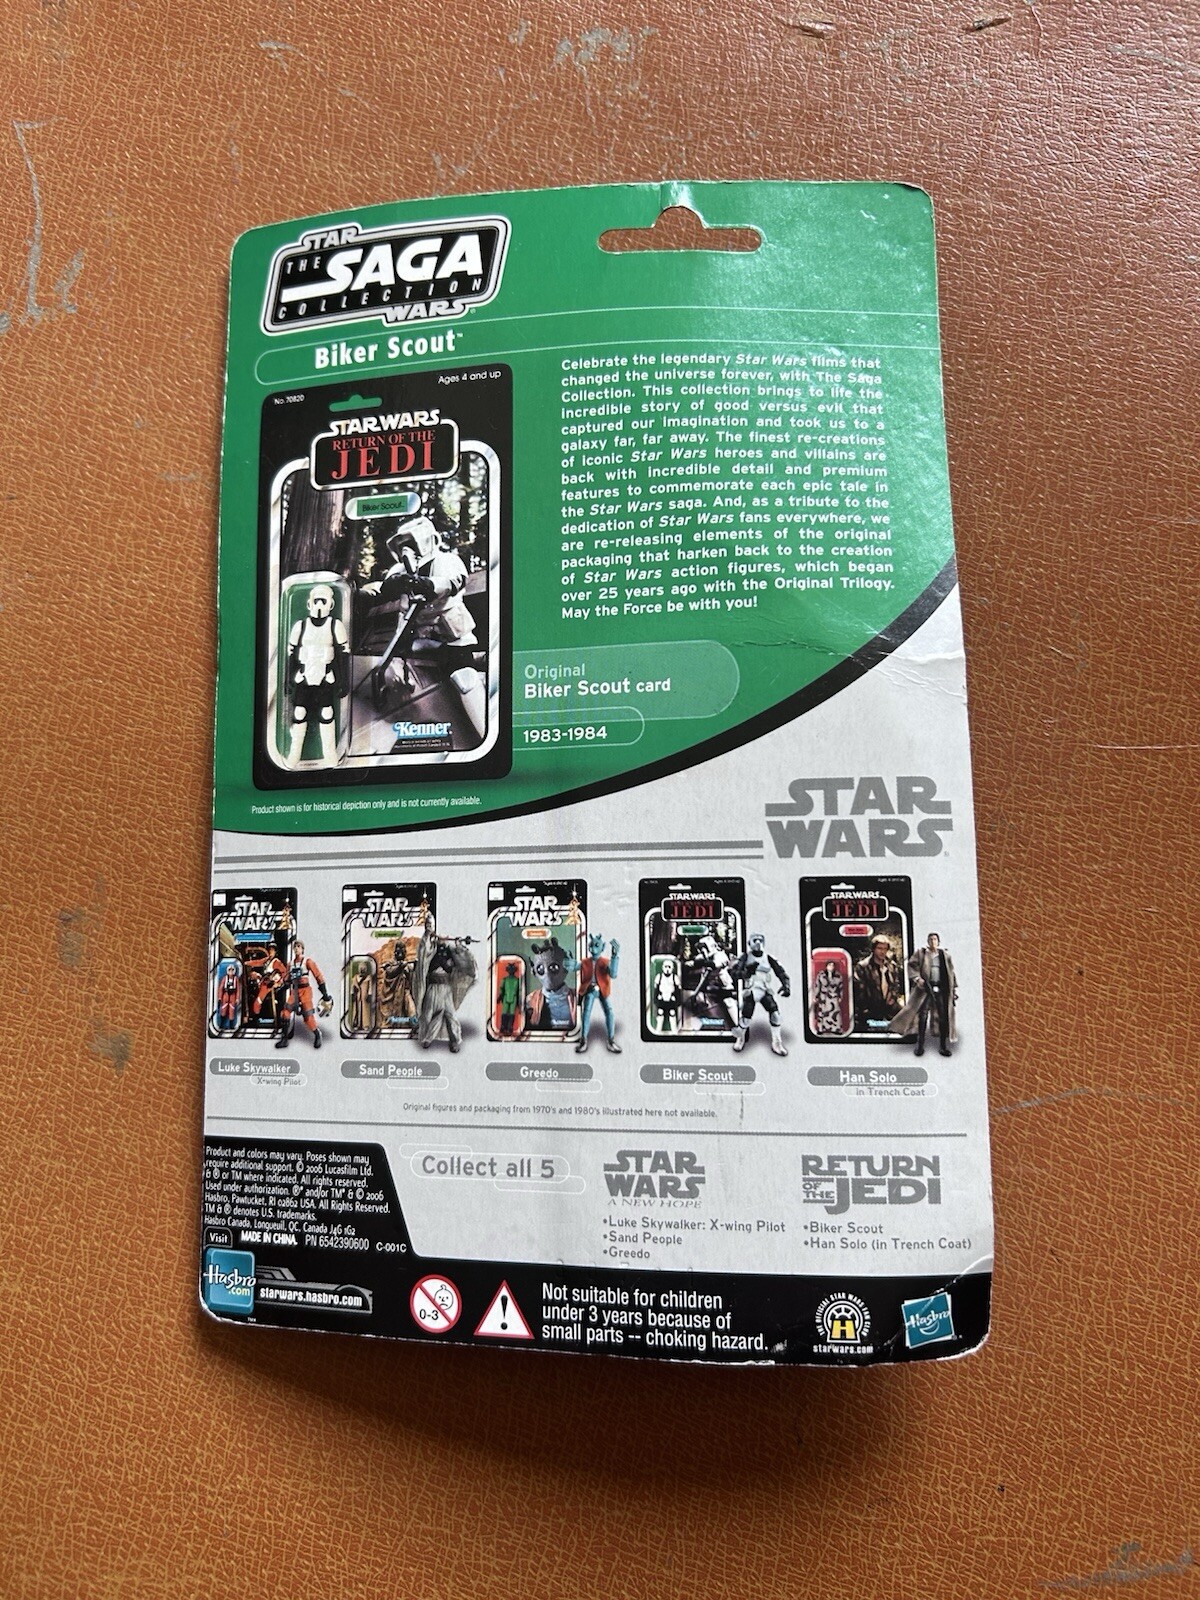 STAR
THE SAGA
COLLECTION
WARS
Biker Scout™
No. 70820
Ages 4 and up
STAR WARS
RETURN OF THE
JEDI
Biker Scout
Kenner
Celebrate the legendary Star Wars films that
changed the universe forever, with The Saga
Collection. This collection brings to life the
incredible story of good versus evil that
captured our imagination and took us to a
galaxy far, far away. The finest re-creations
of iconic Star Wars heroes and villains are
back with incredible detail and premium
features to commemorate each epic tale in
the Star Wars saga. And, as a tribute to the
dedication of Star Wars fans everywhere, we
are re-releasing elements of the original
packaging that harken back to the creation
of Star Wars action figures, which began
over 25 years ago with the Original Trilogy.
May the Force be with you!
Original
Biker Scout card
1983-1984
Product shown is for historical depiction only and is not currently available.
STAR
WARS
STAR
WARS
STAR
WARS
STAR
WARS
STAR WARS
JEDI
STAR WARS
JEDI
Luke Skywalker
X-wing Pilot
Sand People
Greedo
Biker Scout
Han Solo
in Trench Coat
Original figures and packaging from 1970's and 1980's illustrated here not available.
Product and colors may vary. Poses shown may
require additional support. © 2006 Lucasfilm Ltd.
& ® or TM where indicated. All rights reserved.
Used under authorization. ®* and/or TM* & © 2006
Hasbro, Pawtucket, RI 02862 USA. All Rights Reserved.
TM & ® denotes U.S. trademarks.
Hasbro Canada, Longueuil, QC, Canada J4G 1G2
Visit MADE IN CHINA. PN 6542390600 C-001C
Hasbro
.com
starwars.hasbro.com
Collect all 5
STAR
WARS
A NEW HOPE
•Luke Skywalker: X-wing Pilot
•Sand People
•Greedo
RETURN
OF THE JEDI
•Biker Scout
•Han Solo (in Trench Coat)
0-3
!
Not suitable for children
under 3 years because of
small parts -- choking hazard.
THE OFFICIAL STAR WARS FAN CLUB
H
starwars.com
Hasbro